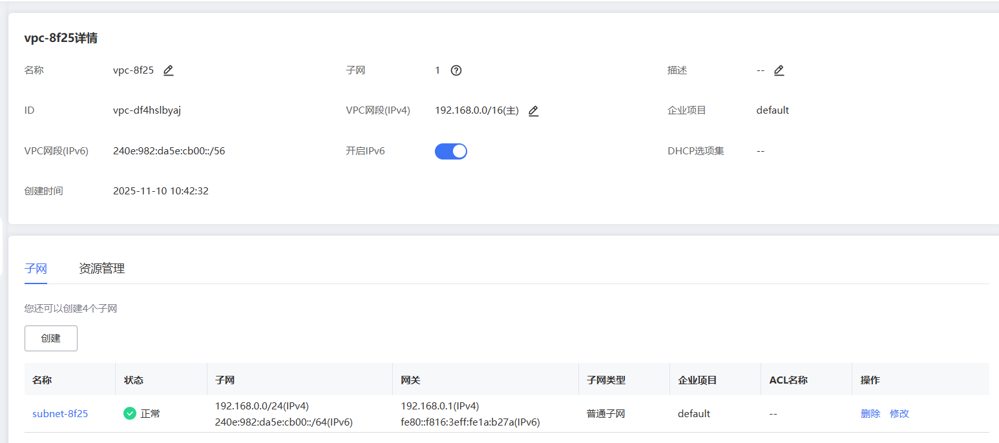 vpc-8f25详情
名称 vpc-8f25 子网 1 描述 --
ID vpc-df4hslbyaj VPC网段(IPv4) 192.168.0.0/16(主) 企业项目 default
VPC网段(IPv6) 240e:982:da5e:cb00::/56 开启IPv6 DHCP选项集 --
创建时间 2025-11-10 10:42:32
子网 资源管理
您还可以创建4个子网
创建
名称 状态 子网 网关 子网类型 企业项目 ACL名称 操作
subnet-8f25 正常 192.168.0.0/24(IPv4) 192.168.0.1(IPv4) 普通子网 default -- 删除 修改
240e:982:da5e:cb00::/64(IPv6) fe80::f816:3eff:fe1a:b27a(IPv6)